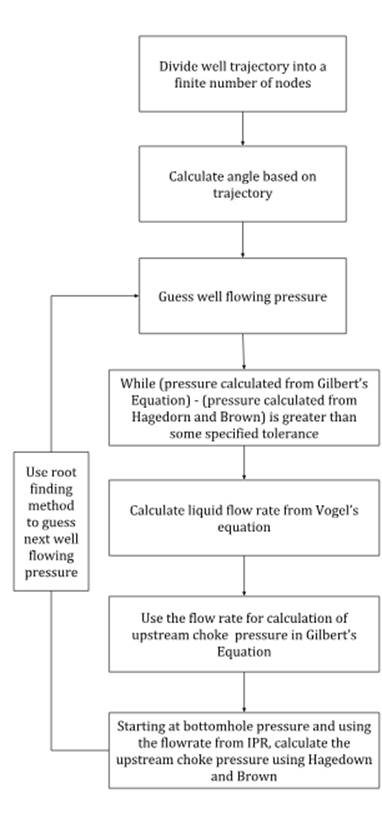 Divide well trajectory into a
finite number of nodes
Calculate angle based on
trajectory
Guess well flowing pressure
While (pressure calculated from Gilbert's
Equation) - (pressure calculated from
Hagedorn and Brown) is greater than
some specified tolerance
Calculate liquid flow rate from Vogel's
equation
Use the flow rate for calculation of
upstream choke pressure in Gilbert's
Equation
Starting at bottomhole pressure and using
the flowrate from IPR, calculate the
upstream choke pressure using Hagedown
and Brown
Use root
finding
method
to guess
next well
flowing
pressure